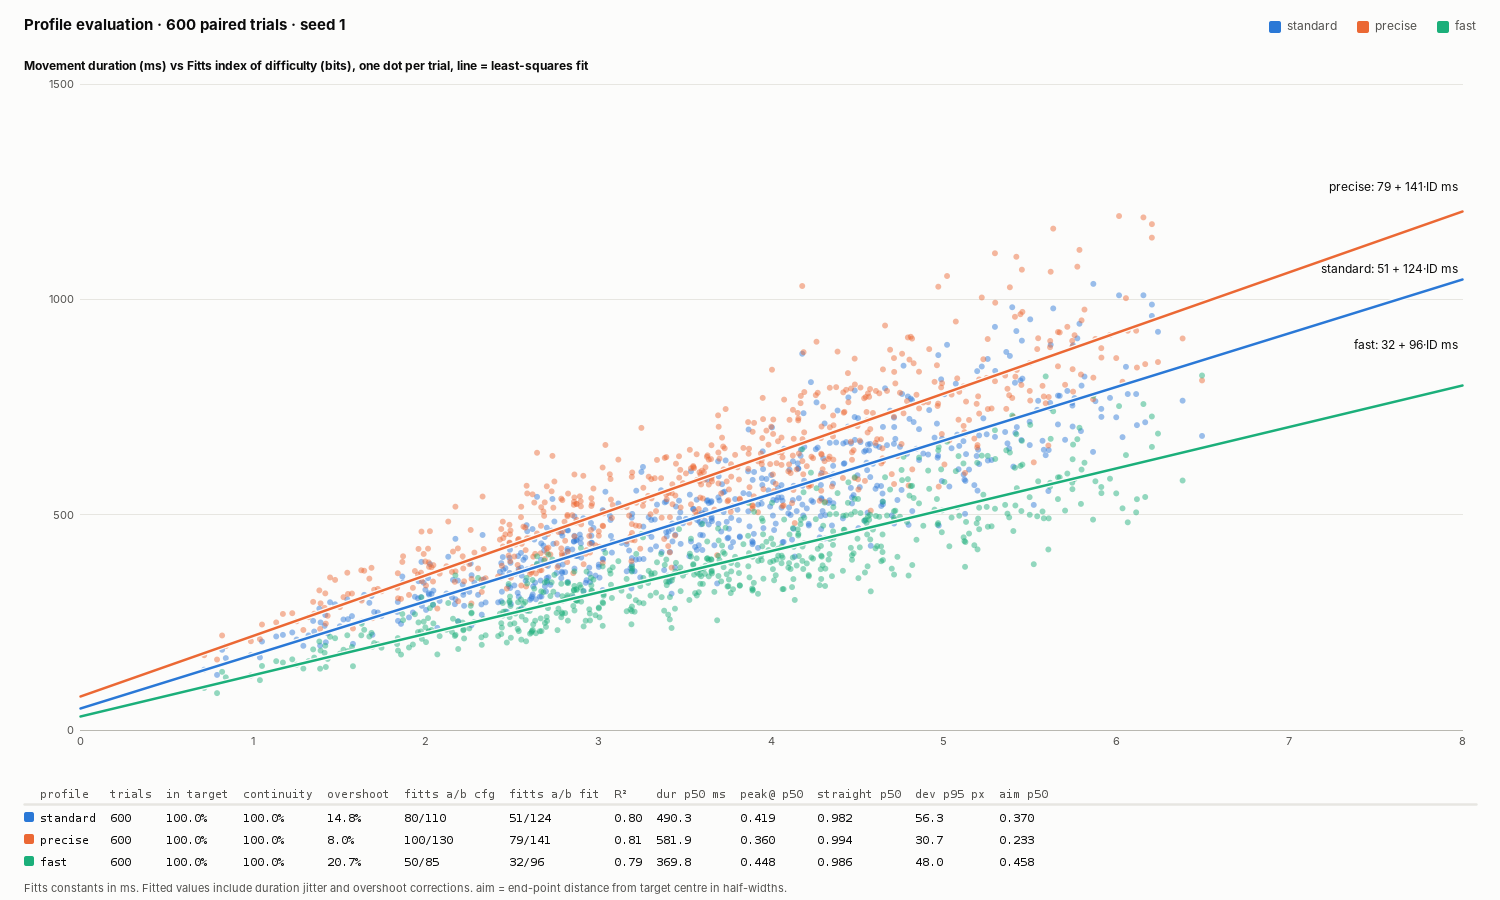 Profile evaluation · 600 paired trials · seed 1
standard precise fast
Movement duration (ms) vs Fitts index of difficulty (bits), one dot per trial, line = least-squares fit
1500
precise: 79 + 141·ID ms
standard: 51 + 124·ID ms
1000
fast: 32 + 96·ID ms
500
0
0 1 2 3 4 5 6 7 8
profile trials in target continuity overshoot fitts a/b cfg fitts a/b fit R² dur p50 ms peak@ p50 straight p50 dev p95 px aim p50
standard 600 100.0% 100.0% 14.8% 80/110 51/124 0.80 490.3 0.419 0.982 56.3 0.370
precise 600 100.0% 100.0% 8.0% 100/130 79/141 0.81 581.9 0.360 0.994 30.7 0.233
fast 600 100.0% 100.0% 20.7% 50/85 32/96 0.79 369.8 0.448 0.986 48.0 0.458
Fitts constants in ms. Fitted values include duration jitter and overshoot corrections. aim = end-point distance from target centre in half-widths.